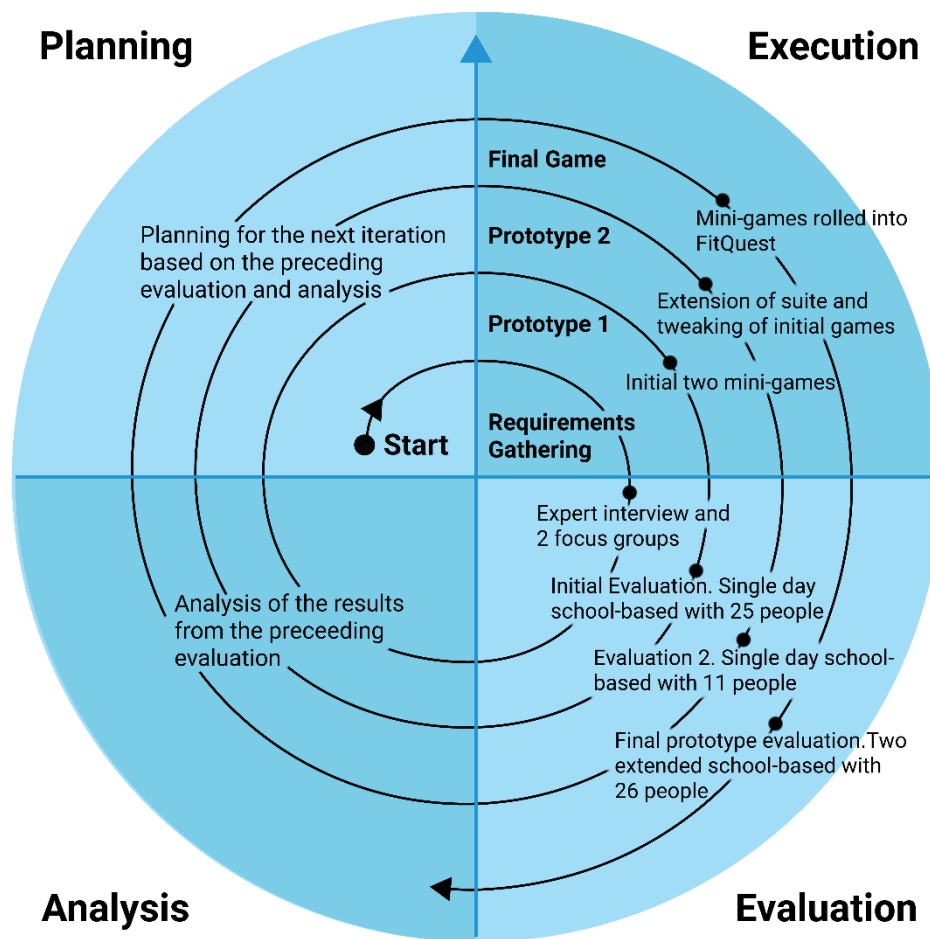 Planning
Execution
Final Game
Mini-games rolled into
FitQuest
Planning for the next iteration
based on the preceding
evaluation and analysis
Prototype 2
Extension of suite and
tweaking of initial games
Prototype 1
Initial two mini-games
Start
Requirements
Gathering
Expert interview and
2 focus groups
Initial Evaluation. Single day
school-based with 25 people
Analysis of the results
from the preceeding
evaluation
Evaluation 2. Single day school-
based with 11 people
Final prototype evaluation.Two
extended school-based with
26 people
Analysis
Evaluation